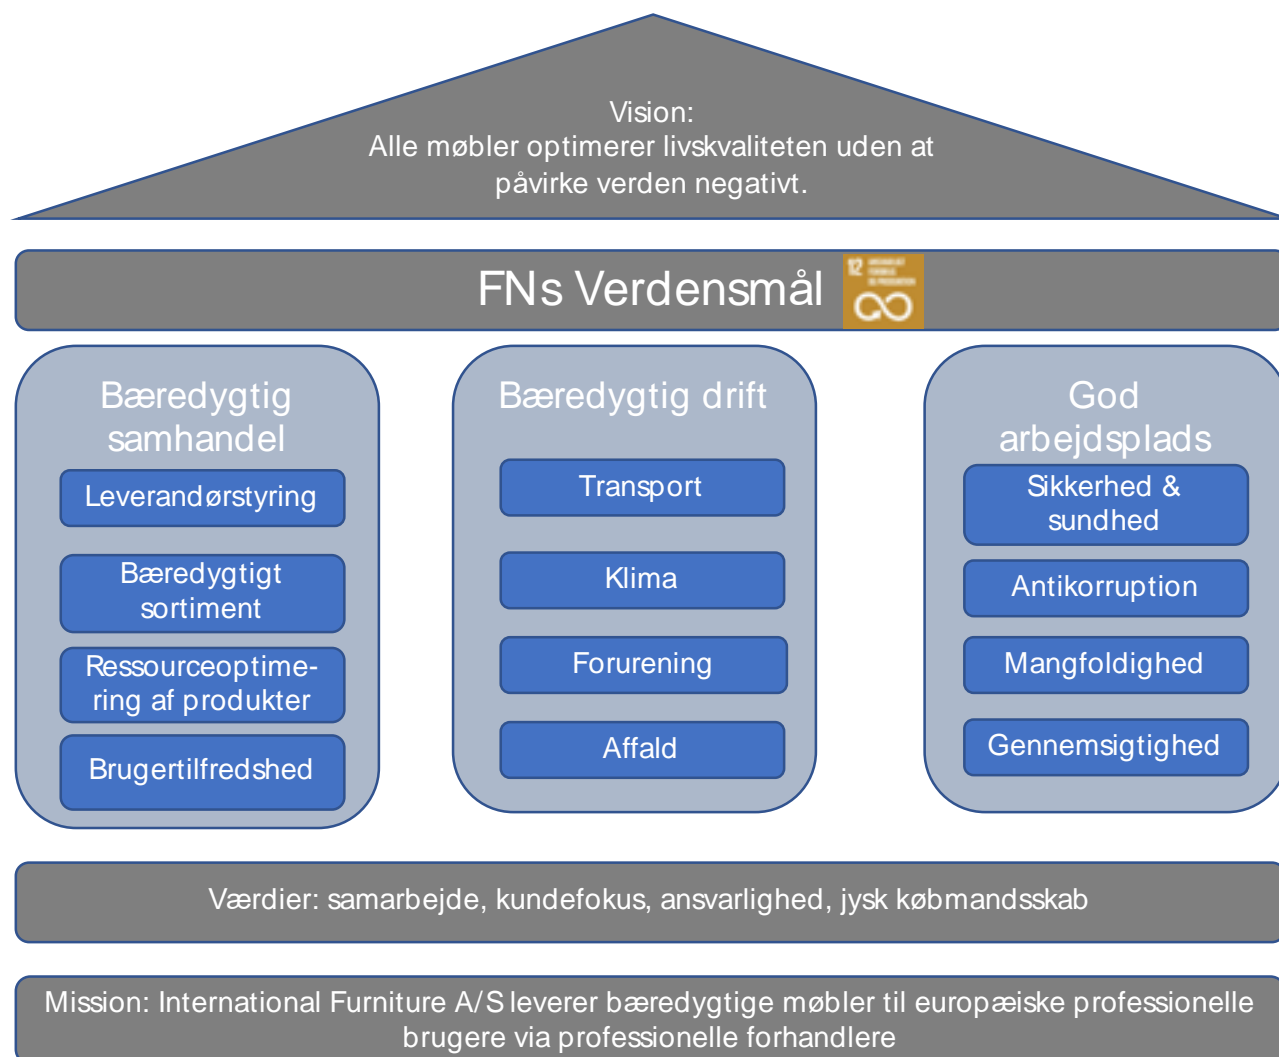 Vision:
Alle møbler optimerer livskvaliteten uden at
påvirke verden negativt.
FNs Verdensmål
12
Bæredygtig
samhandel
Leverandørstyring
Bæredygtigt
sortiment
Ressourceoptime-
ring af produkter
Brugertilfredshed
Bæredygtig drift
Transport
Klima
Forurening
Affald
God
arbejdsplads
Sikkerhed &
sundhed
Antikorruption
Mangfoldighed
Gennemsigtighed
Værdier: samarbejde, kundefokus, ansvarlighed, jysk købmandsskab
Mission: International Furniture A/S leverer bæredygtige møbler til europæiske professionelle
brugere via professionelle forhandlere